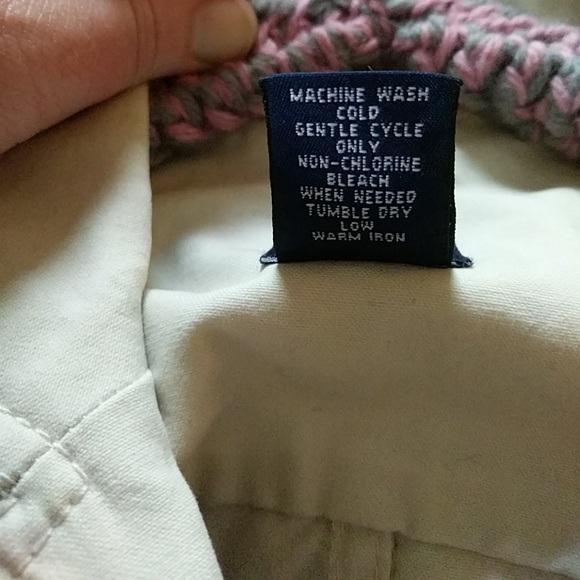 MACHINE WASH
COLD
GENTLE CYCLE
ONLY
NON-CHLORINE
BLEACH
WHEN NEEDED
TUMBLE DRY
LOW
WARM IRON